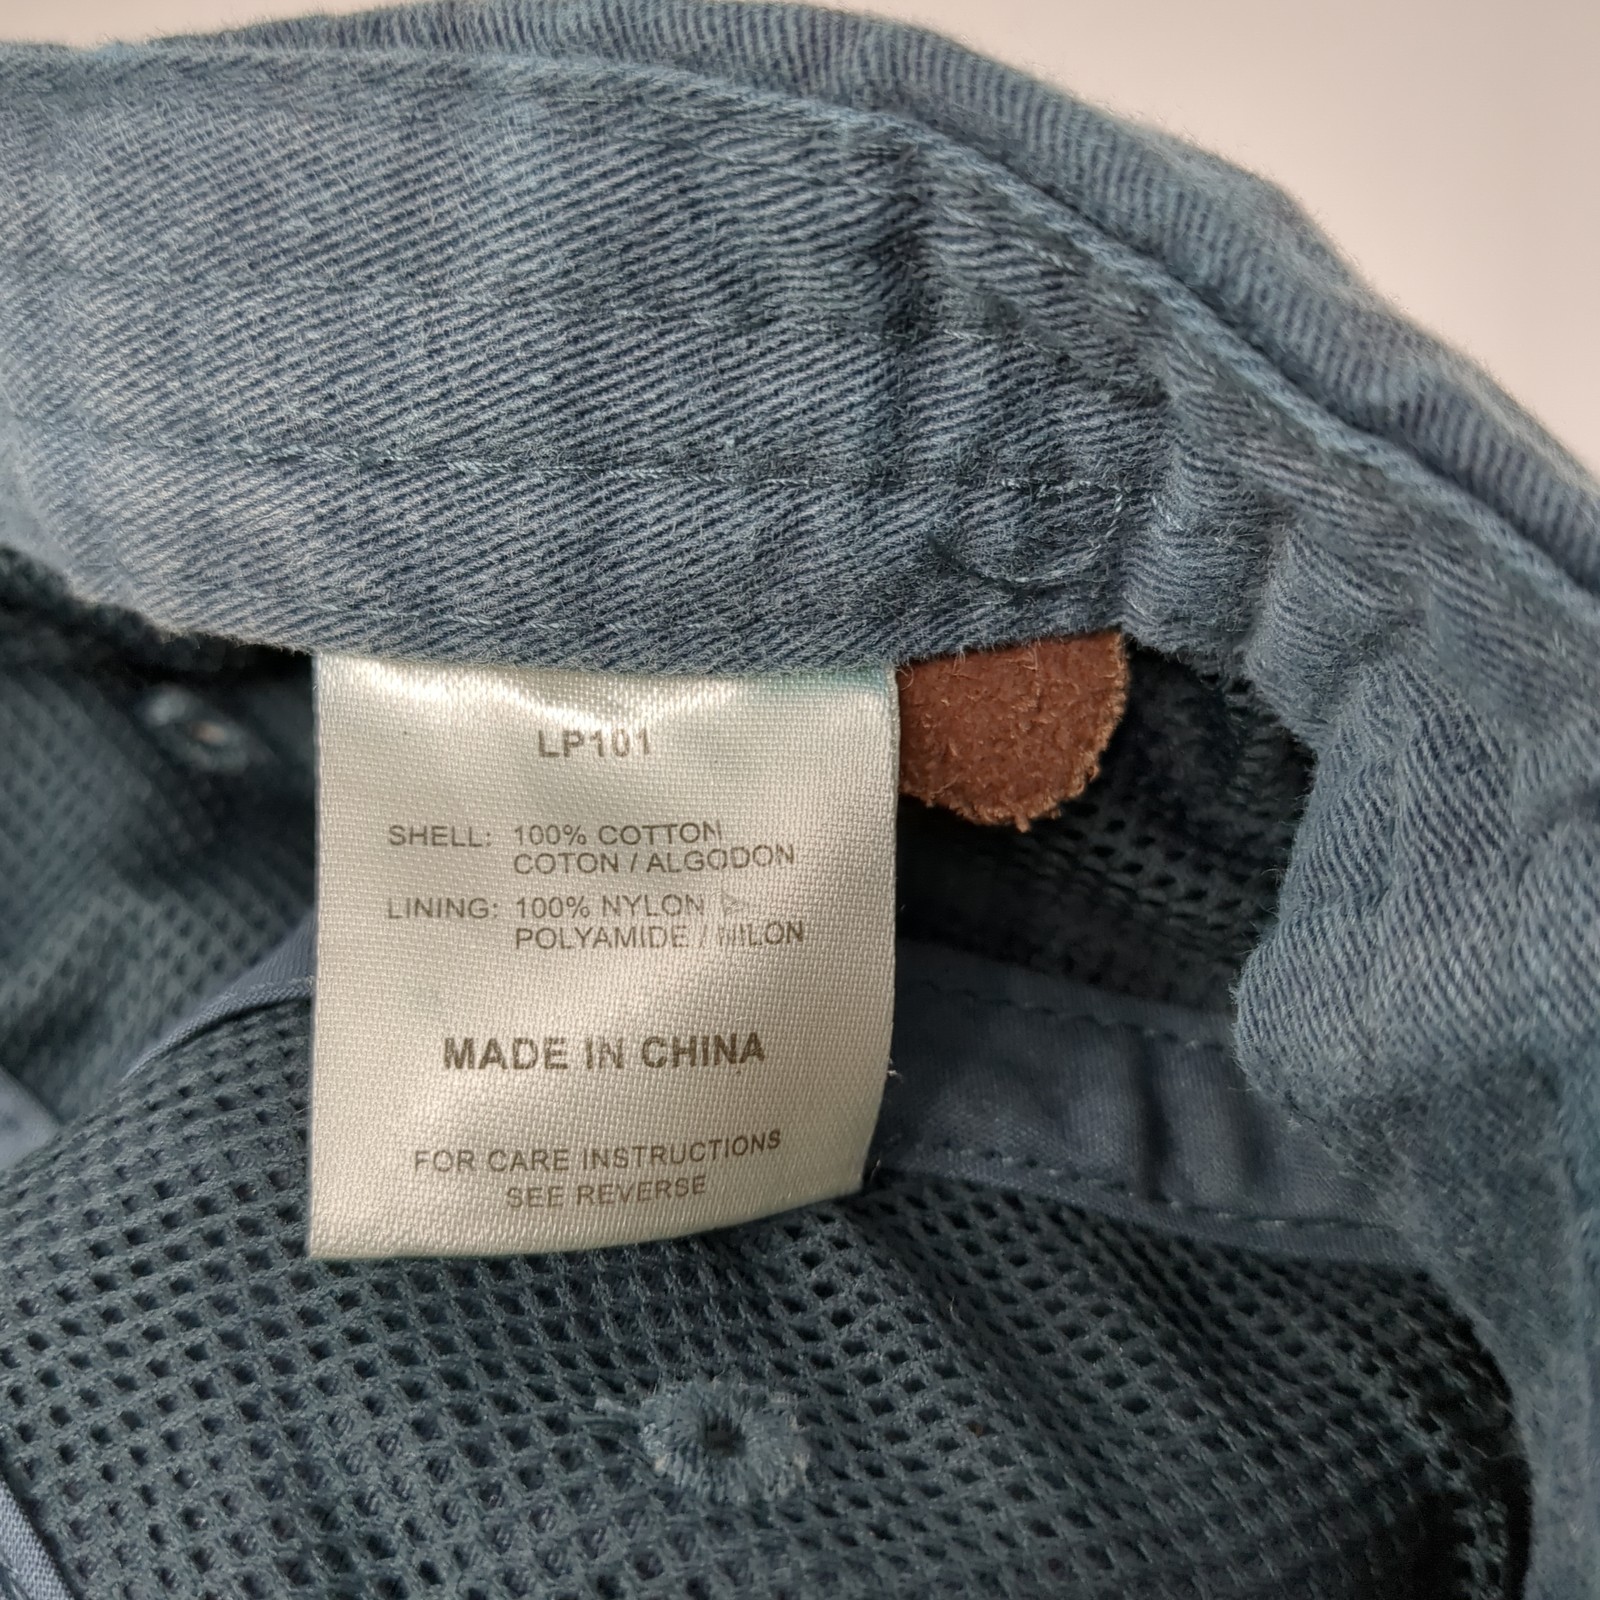 LP101
SHELL: 100% COTTON
COTON / ALGODON
LINING: 100% NYLON
POLYAMIDE / NILON
MADE IN CHINA
FOR CARE INSTRUCTIONS
SEE REVERSE